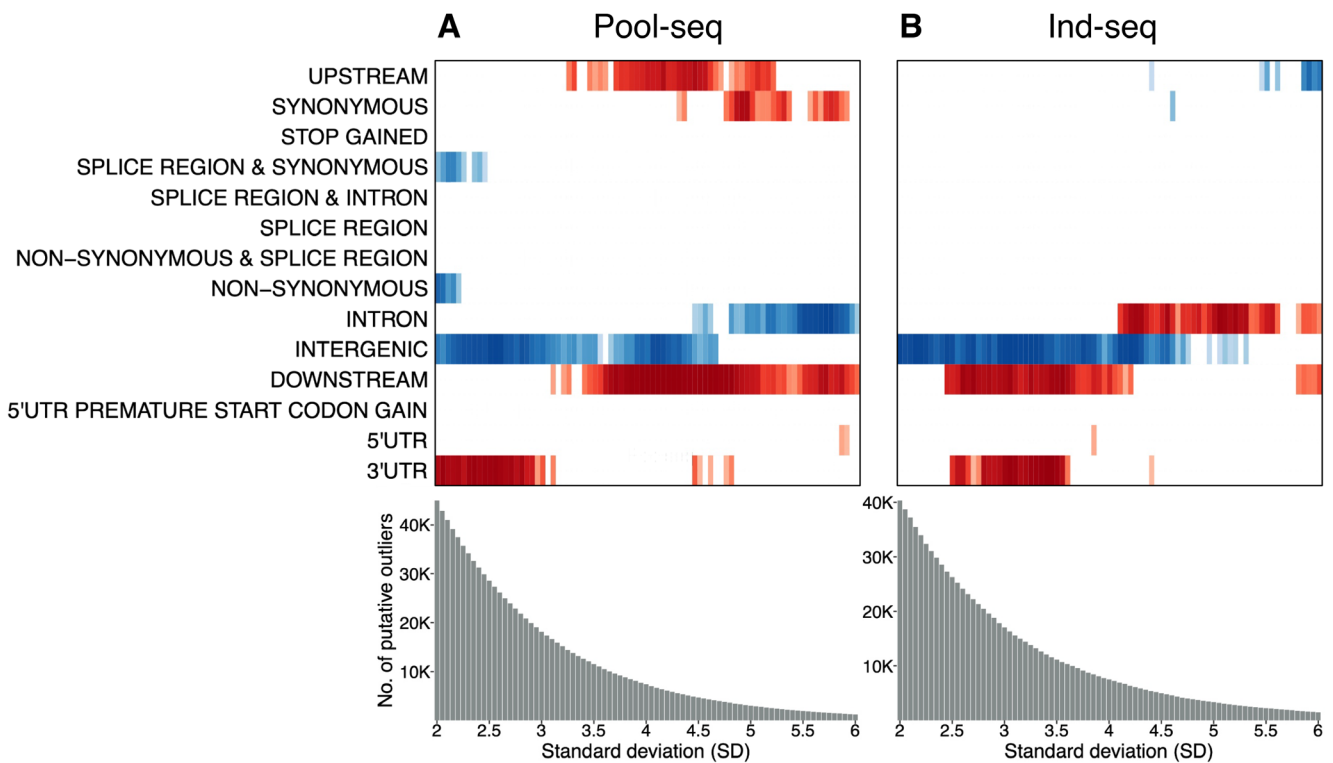 A Pool-seq B Ind-seq
UPSTREAM
SYNONYMOUS
STOP GAINED
SPLICE REGION & SYNONYMOUS
SPLICE REGION & INTRON
SPLICE REGION
NON−SYNONYMOUS & SPLICE REGION
NON−SYNONYMOUS
INTRON
INTERGENIC
DOWNSTREAM
5'UTR PREMATURE START CODON GAIN
5'UTR
3'UTR
No. of putative outliers
40K
30K
20K
10K
2 2.5 3 3.5 4 4.5 5 5.5 6
Standard deviation (SD)
40K
30K
20K
10K
2 2.5 3 3.5 4 4.5 5 5.5 6
Standard deviation (SD)